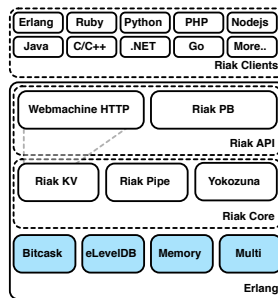 Erlang Ruby Python PHP Nodejs
Java C/C++ .NET Go More..
Riak Clients
Webmachine HTTP Riak PB
Riak API
Riak KV Riak Pipe Yokozuna
Riak Core
Bitcask eLevelDB Memory Multi
Erlang